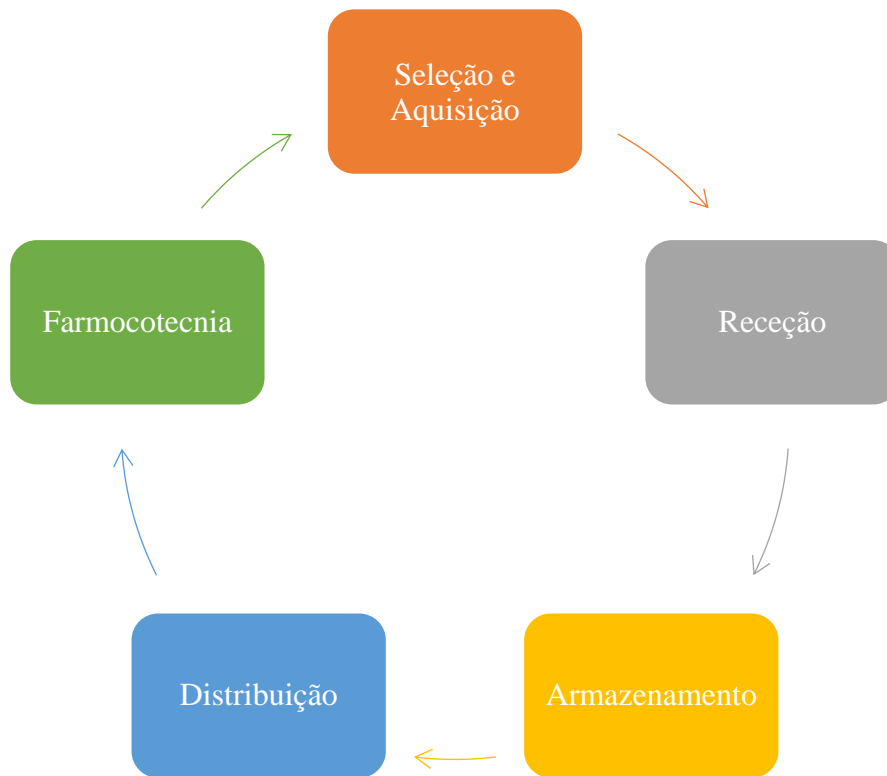 Seleção e
Aquisição
Receção
Armazenamento
Distribuição
Farmocotecnia